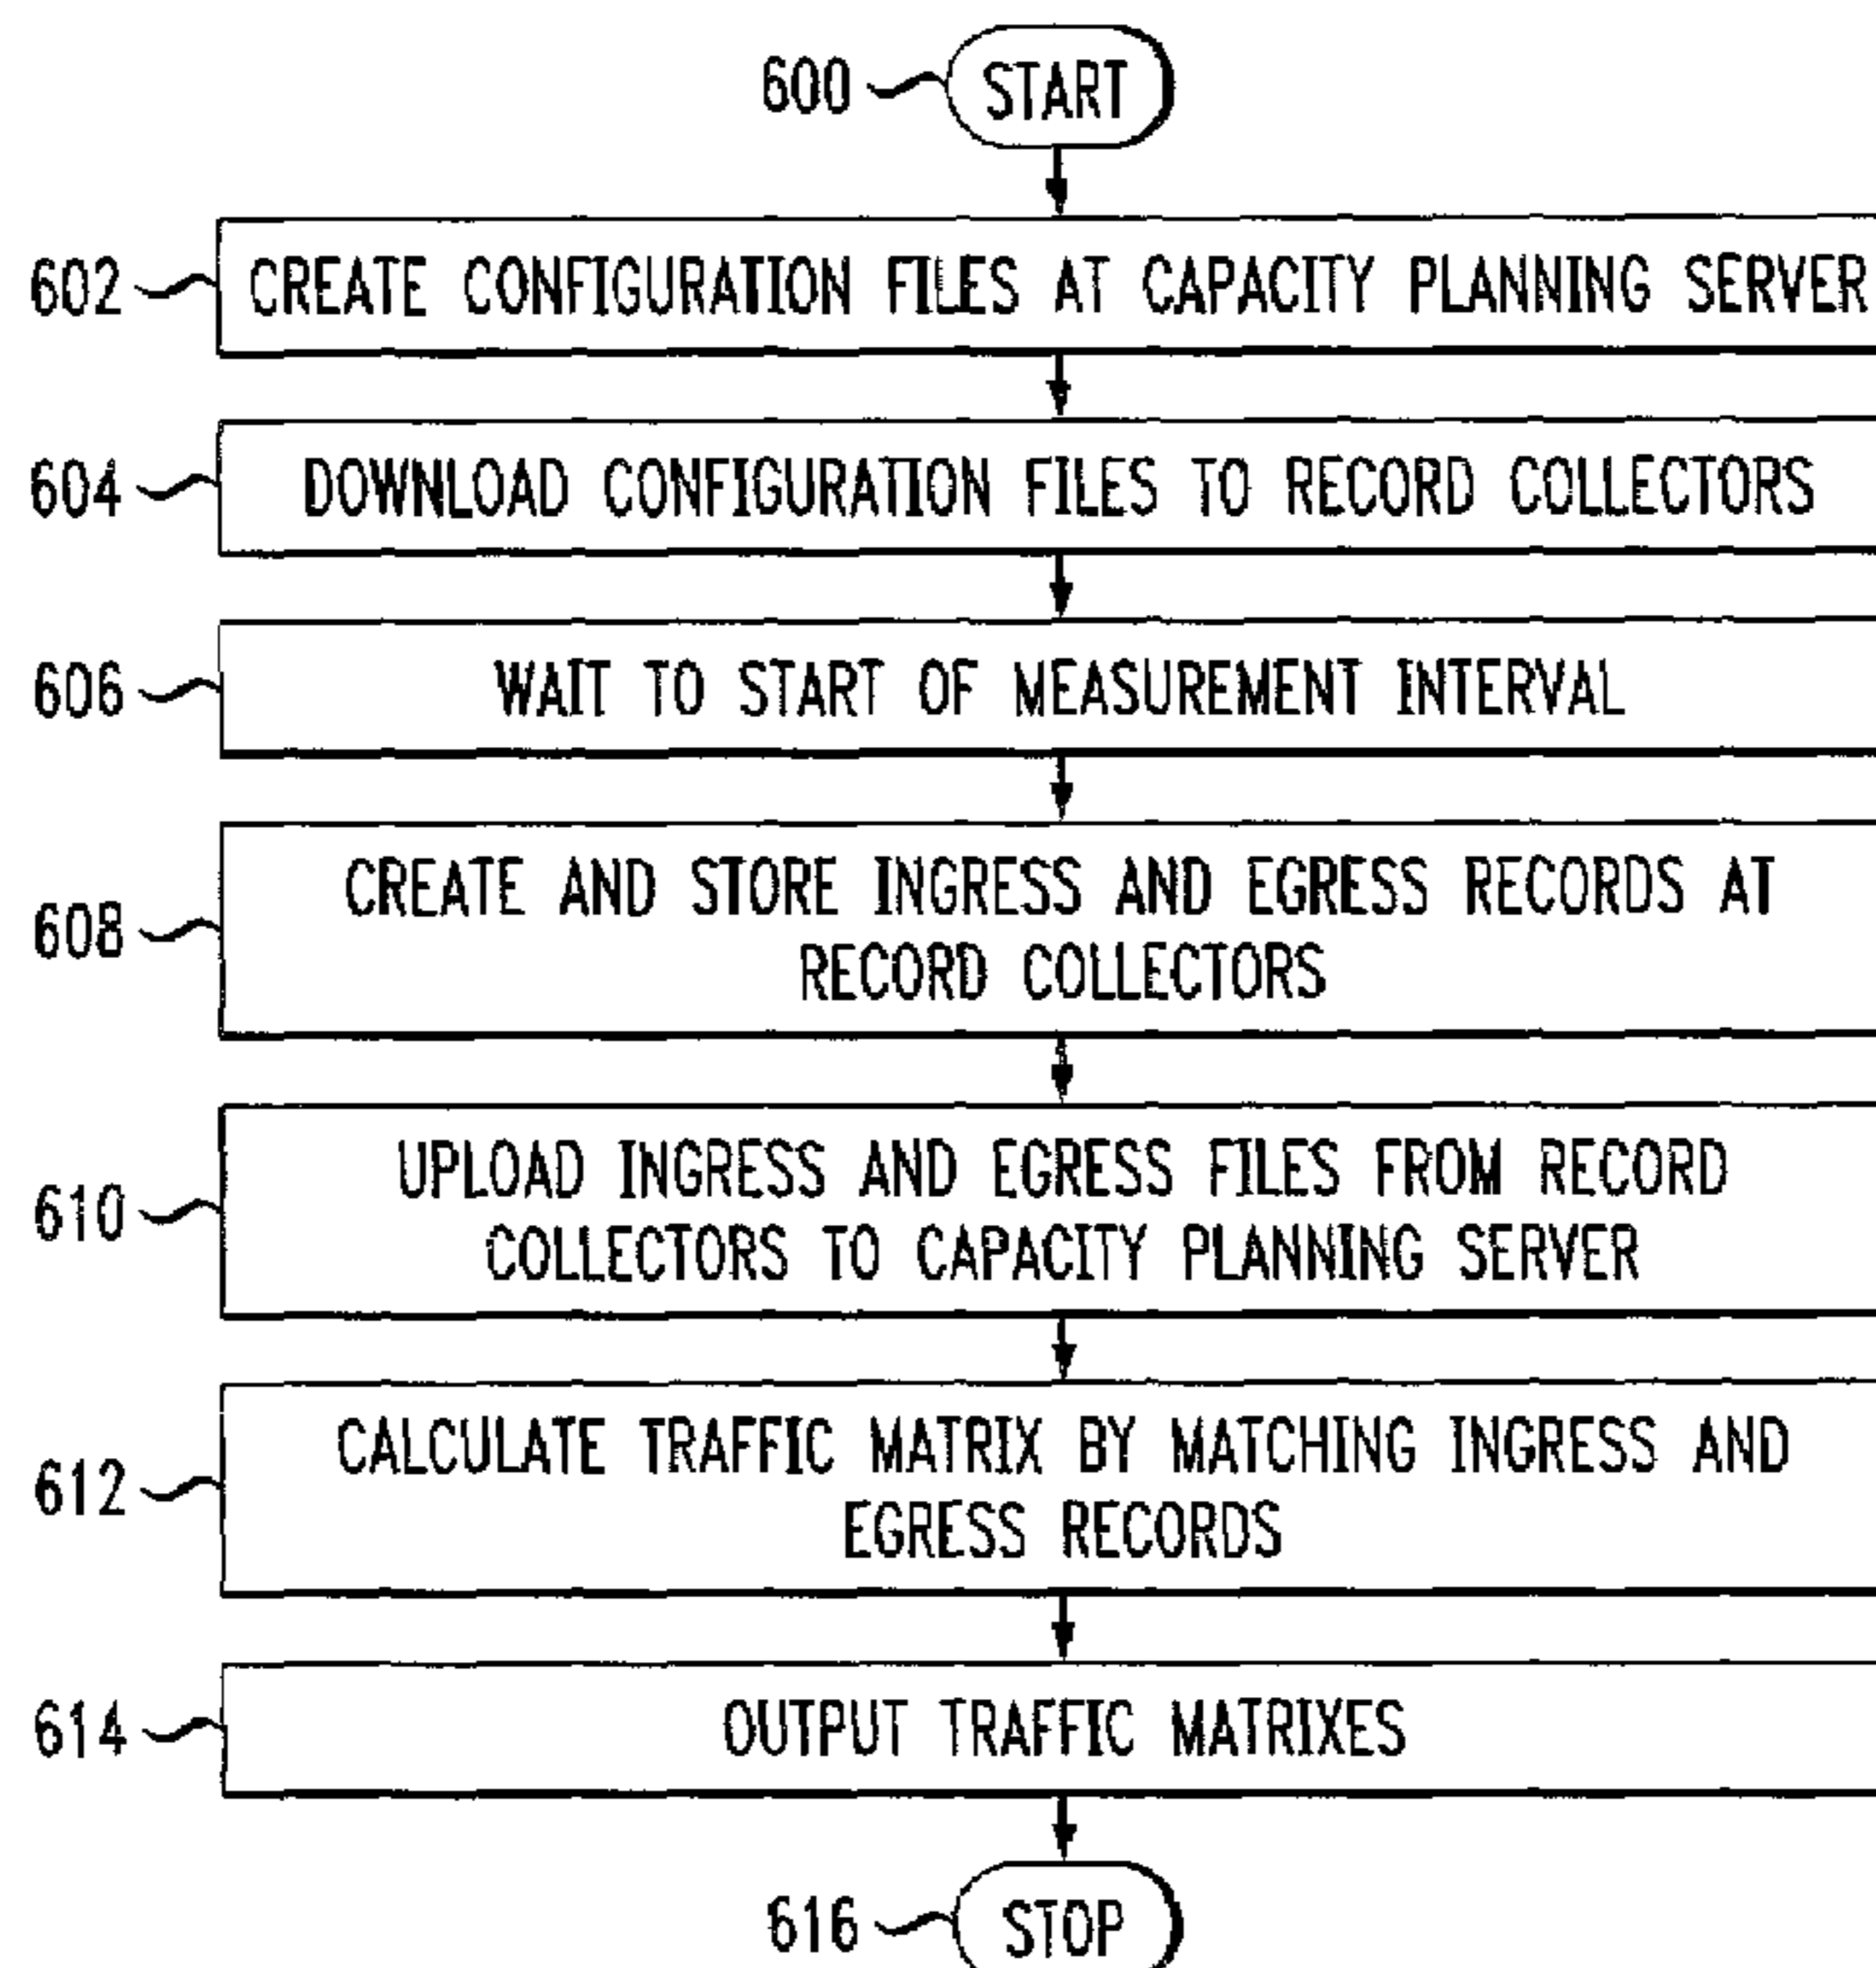 600 START
602 CREATE CONFIGURATION FILES AT CAPACITY PLANNING SERVER
604 DOWNLOAD CONFIGURATION FILES TO RECORD COLLECTORS
606 WAIT TO START OF MEASUREMENT INTERVAL
608 CREATE AND STORE INGRESS AND EGRESS RECORDS AT
RECORD COLLECTORS
610 UPLOAD INGRESS AND EGRESS FILES FROM RECORD
COLLECTORS TO CAPACITY PLANNING SERVER
612 CALCULATE TRAFFIC MATRIX BY MATCHING INGRESS AND
EGRESS RECORDS
614 OUTPUT TRAFFIC MATRIXES
616 STOP